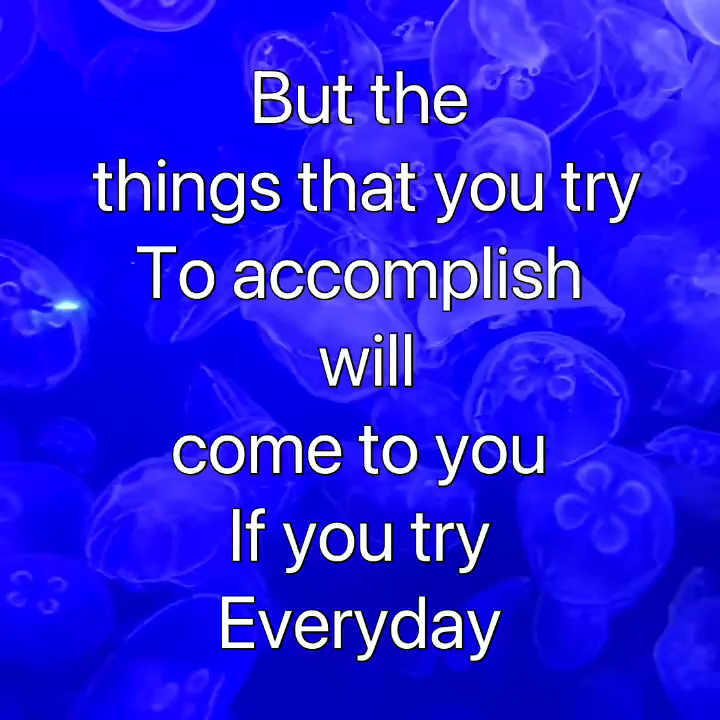 But the
things that you try
To accomplish
will
come to you
If you try
Everyday